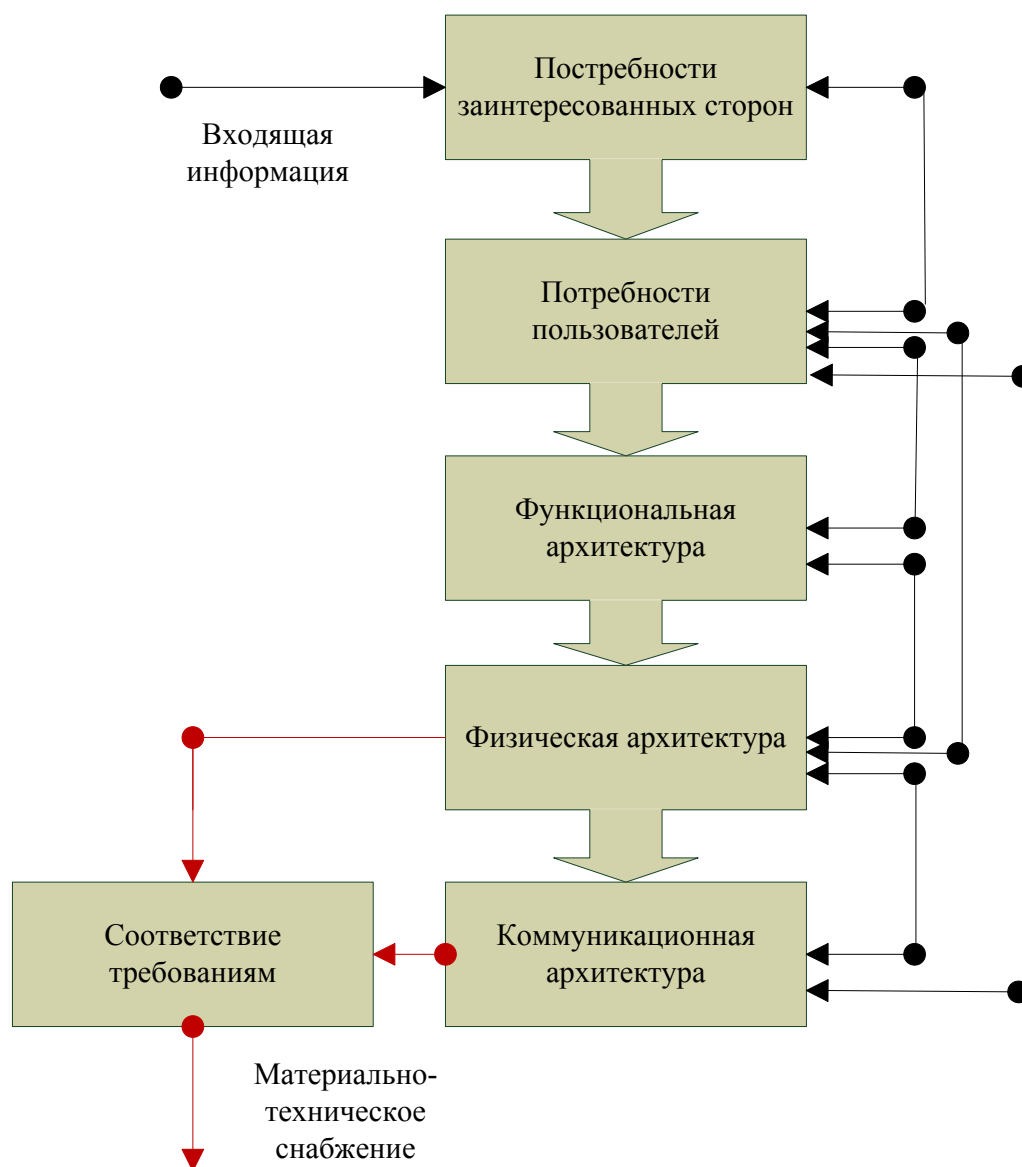 Постребности
заинтересованных сторон
Входящая
информация
Потребности
пользователей
Функциональная
архитектура
Физическая архитектура
Соответствие
требованиям
Коммуникационная
архитектура
Материально-
техническое
снабжение